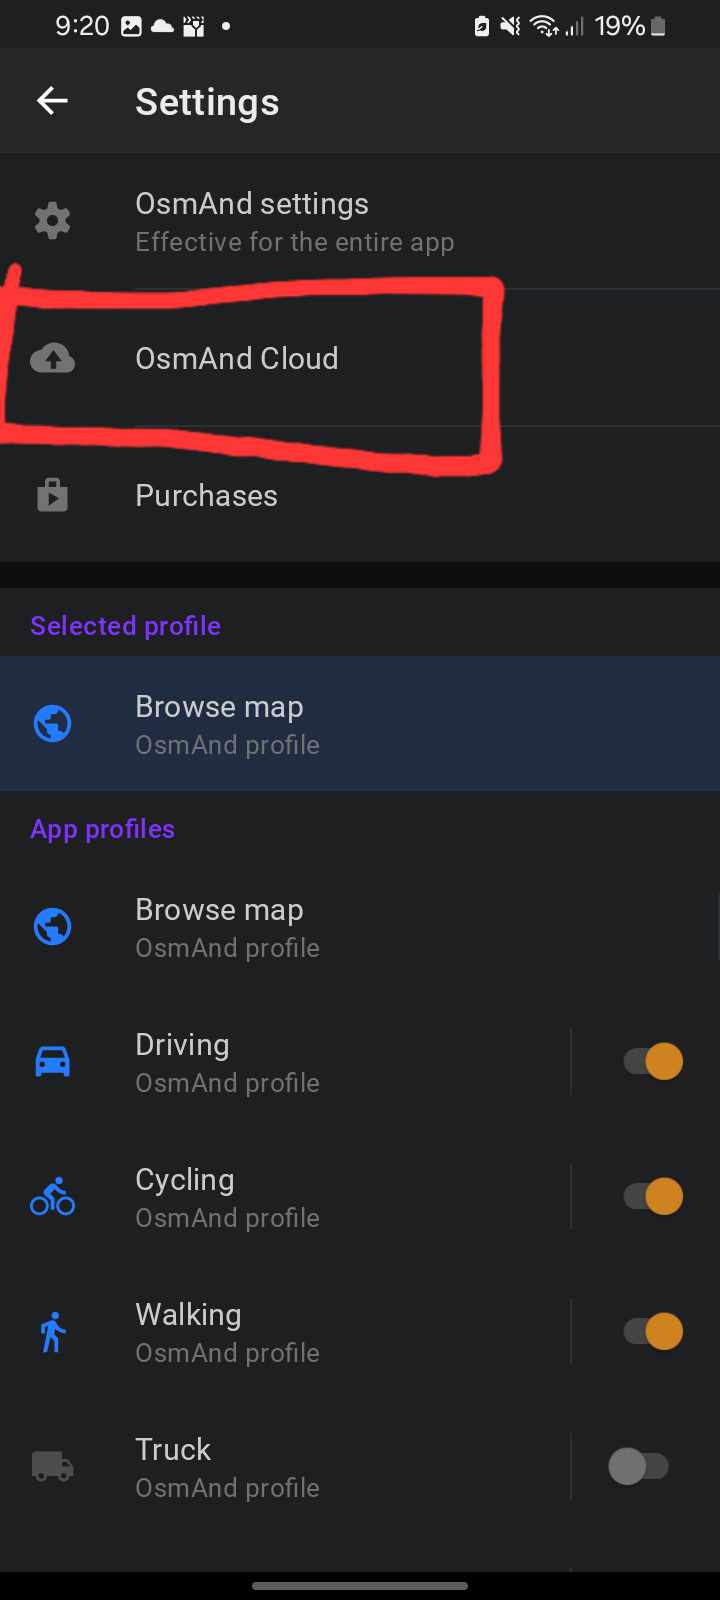 9:20
19%
Settings
OsmAnd settings
Effective for the entire app
OsmAnd Cloud
Purchases
Selected profile
Browse map
OsmAnd profile
App profiles
Browse map
OsmAnd profile
Driving
OsmAnd profile
Cycling
OsmAnd profile
Walking
OsmAnd profile
Truck
OsmAnd profile